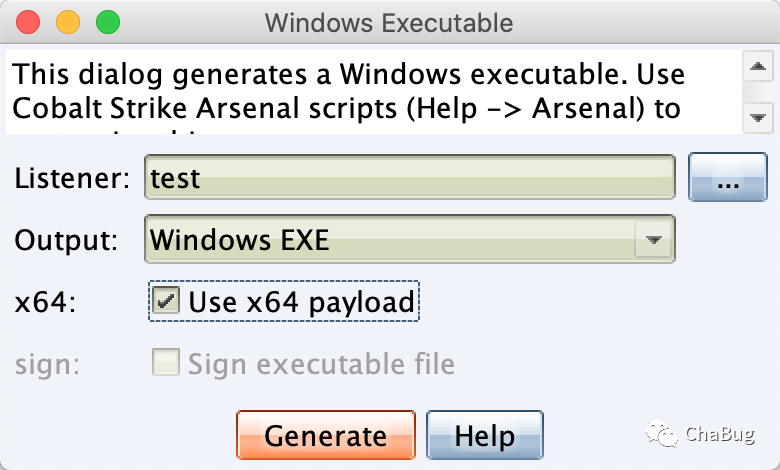 Windows Executable
This dialog generates a Windows executable. Use
Cobalt Strike Arsenal scripts (Help -> Arsenal) to
Listener: test ...
Output: Windows EXE
x64: Use x64 payload
sign: Sign executable file
Generate Help
ChaBug